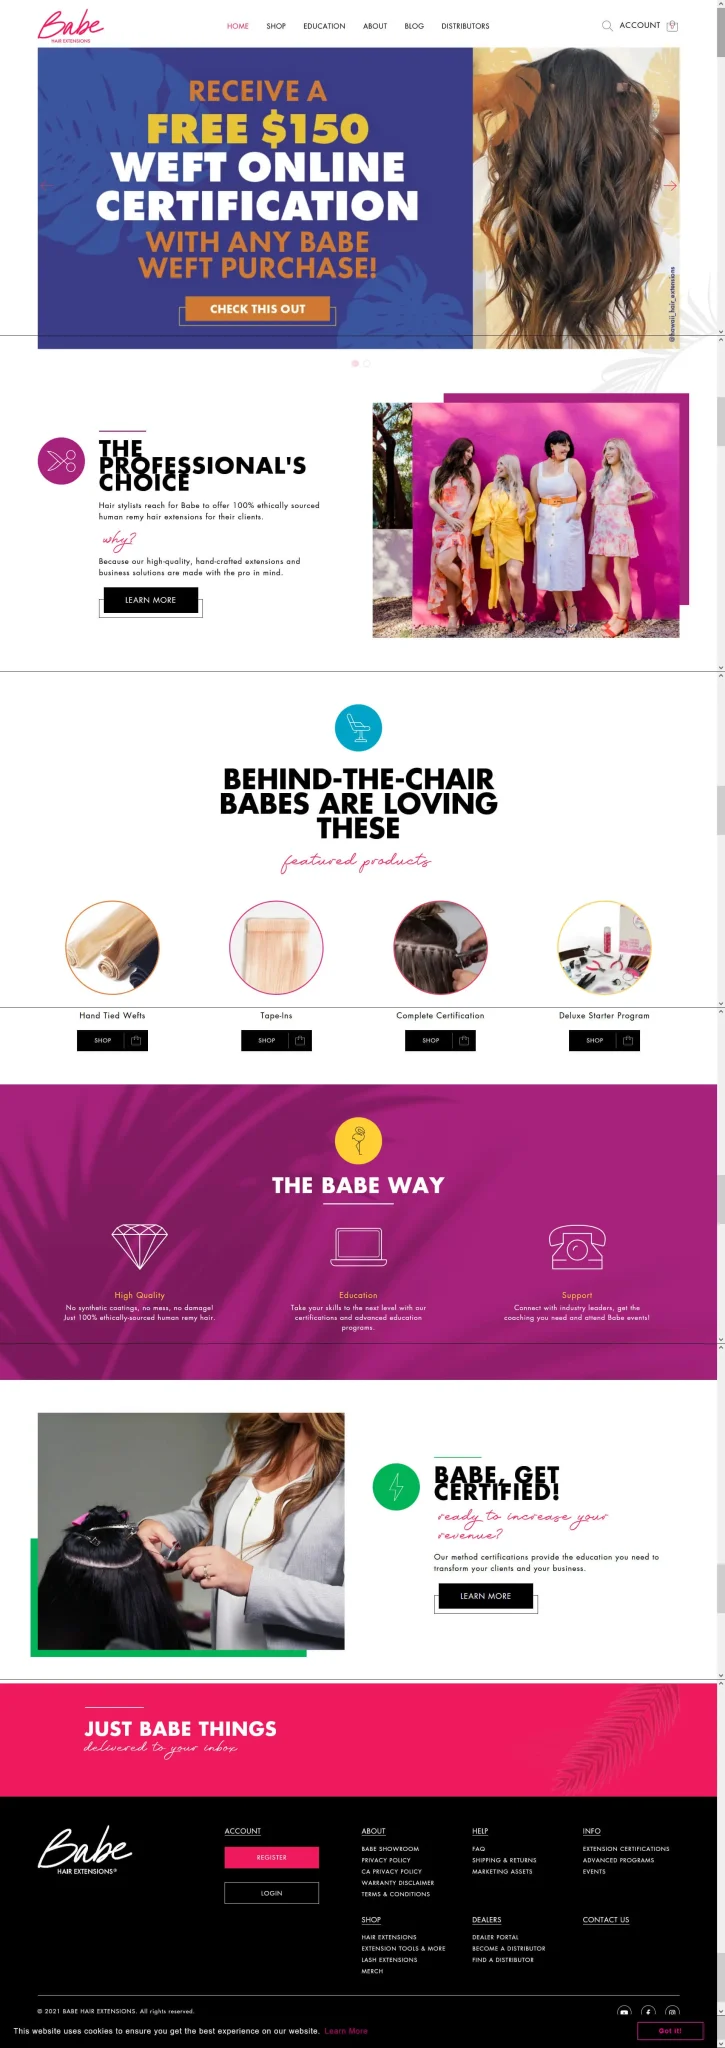 Babe
HAIR EXTENSIONS
HOME SHOP EDUCATION ABOUT BLOG DISTRIBUTORS
ACCOUNT
RECEIVE A
FREE $150
WEFT ONLINE
CERTIFICATION
WITH ANY BABE
WEFT PURCHASE!
CHECK THIS OUT
@hawaii_hair_extensions
THE
PROFESSIONAL'S
CHOICE
Hair stylists reach for Babe to offer 100% ethically sourced
human remy hair extensions for their clients.
why?
Because our high-quality, hand-crafted extensions and
business solutions are made with the pro in mind.
LEARN MORE
BEHIND-THE-CHAIR
BABES ARE LOVING
THESE
featured products
Hand Tied Wefts Tape-Ins Complete Certification Deluxe Starter Program
SHOP SHOP SHOP SHOP
THE BABE WAY
High Quality
No synthetic coatings, no mess, no damage!
Just 100% ethically-sourced human remy hair.
Education
Take your skills to the next level with our
certifications and advanced education
programs.
Support
Connect with industry leaders, get the
coaching you need and attend Babe events!
BABE, GET
CERTIFIED!
ready to increase your
revenue?
Our method certifications provide the education you need to
transform your clients and your business.
LEARN MORE
JUST BABE THINGS
delivered to your inbox
Babe
HAIR EXTENSIONS®
ACCOUNT
REGISTER
LOGIN
ABOUT
BABE SHOWROOM
PRIVACY POLICY
CA PRIVACY POLICY
WARRANTY DISCLAIMER
TERMS & CONDITIONS
HELP
FAQ
SHIPPING & RETURNS
MARKETING ASSETS
INFO
EXTENSION CERTIFICATIONS
ADVANCED PROGRAMS
EVENTS
SHOP
HAIR EXTENSIONS
EXTENSION TOOLS & MORE
LASH EXTENSIONS
MERCH
DEALERS
DEALER PORTAL
BECOME A DISTRIBUTOR
FIND A DISTRIBUTOR
CONTACT US
© 2021 BABE HAIR EXTENSIONS. All rights reserved.
This website uses cookies to ensure you get the best experience on our website. Learn More
Got it!